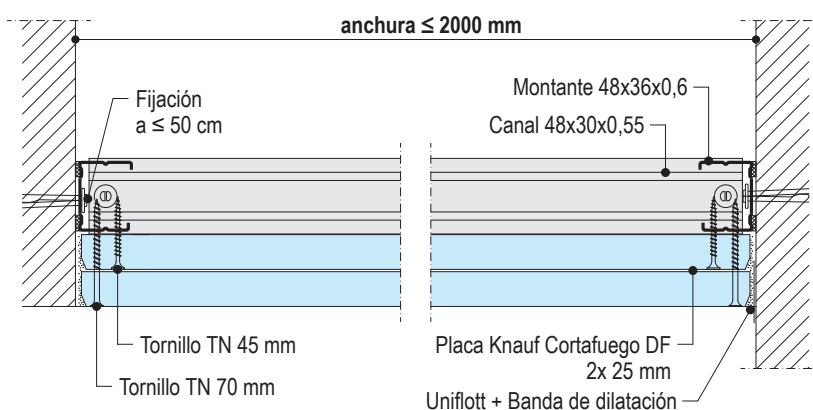 anchura ≤ 2000 mm
Fijación
a ≤ 50 cm
Montante 48x36x0,6
Canal 48x30x0,55
Tornillo TN 45 mm
Tornillo TN 70 mm
Placa Knauf Cortafuego DF
2x 25 mm
Uniflott + Banda de dilatación